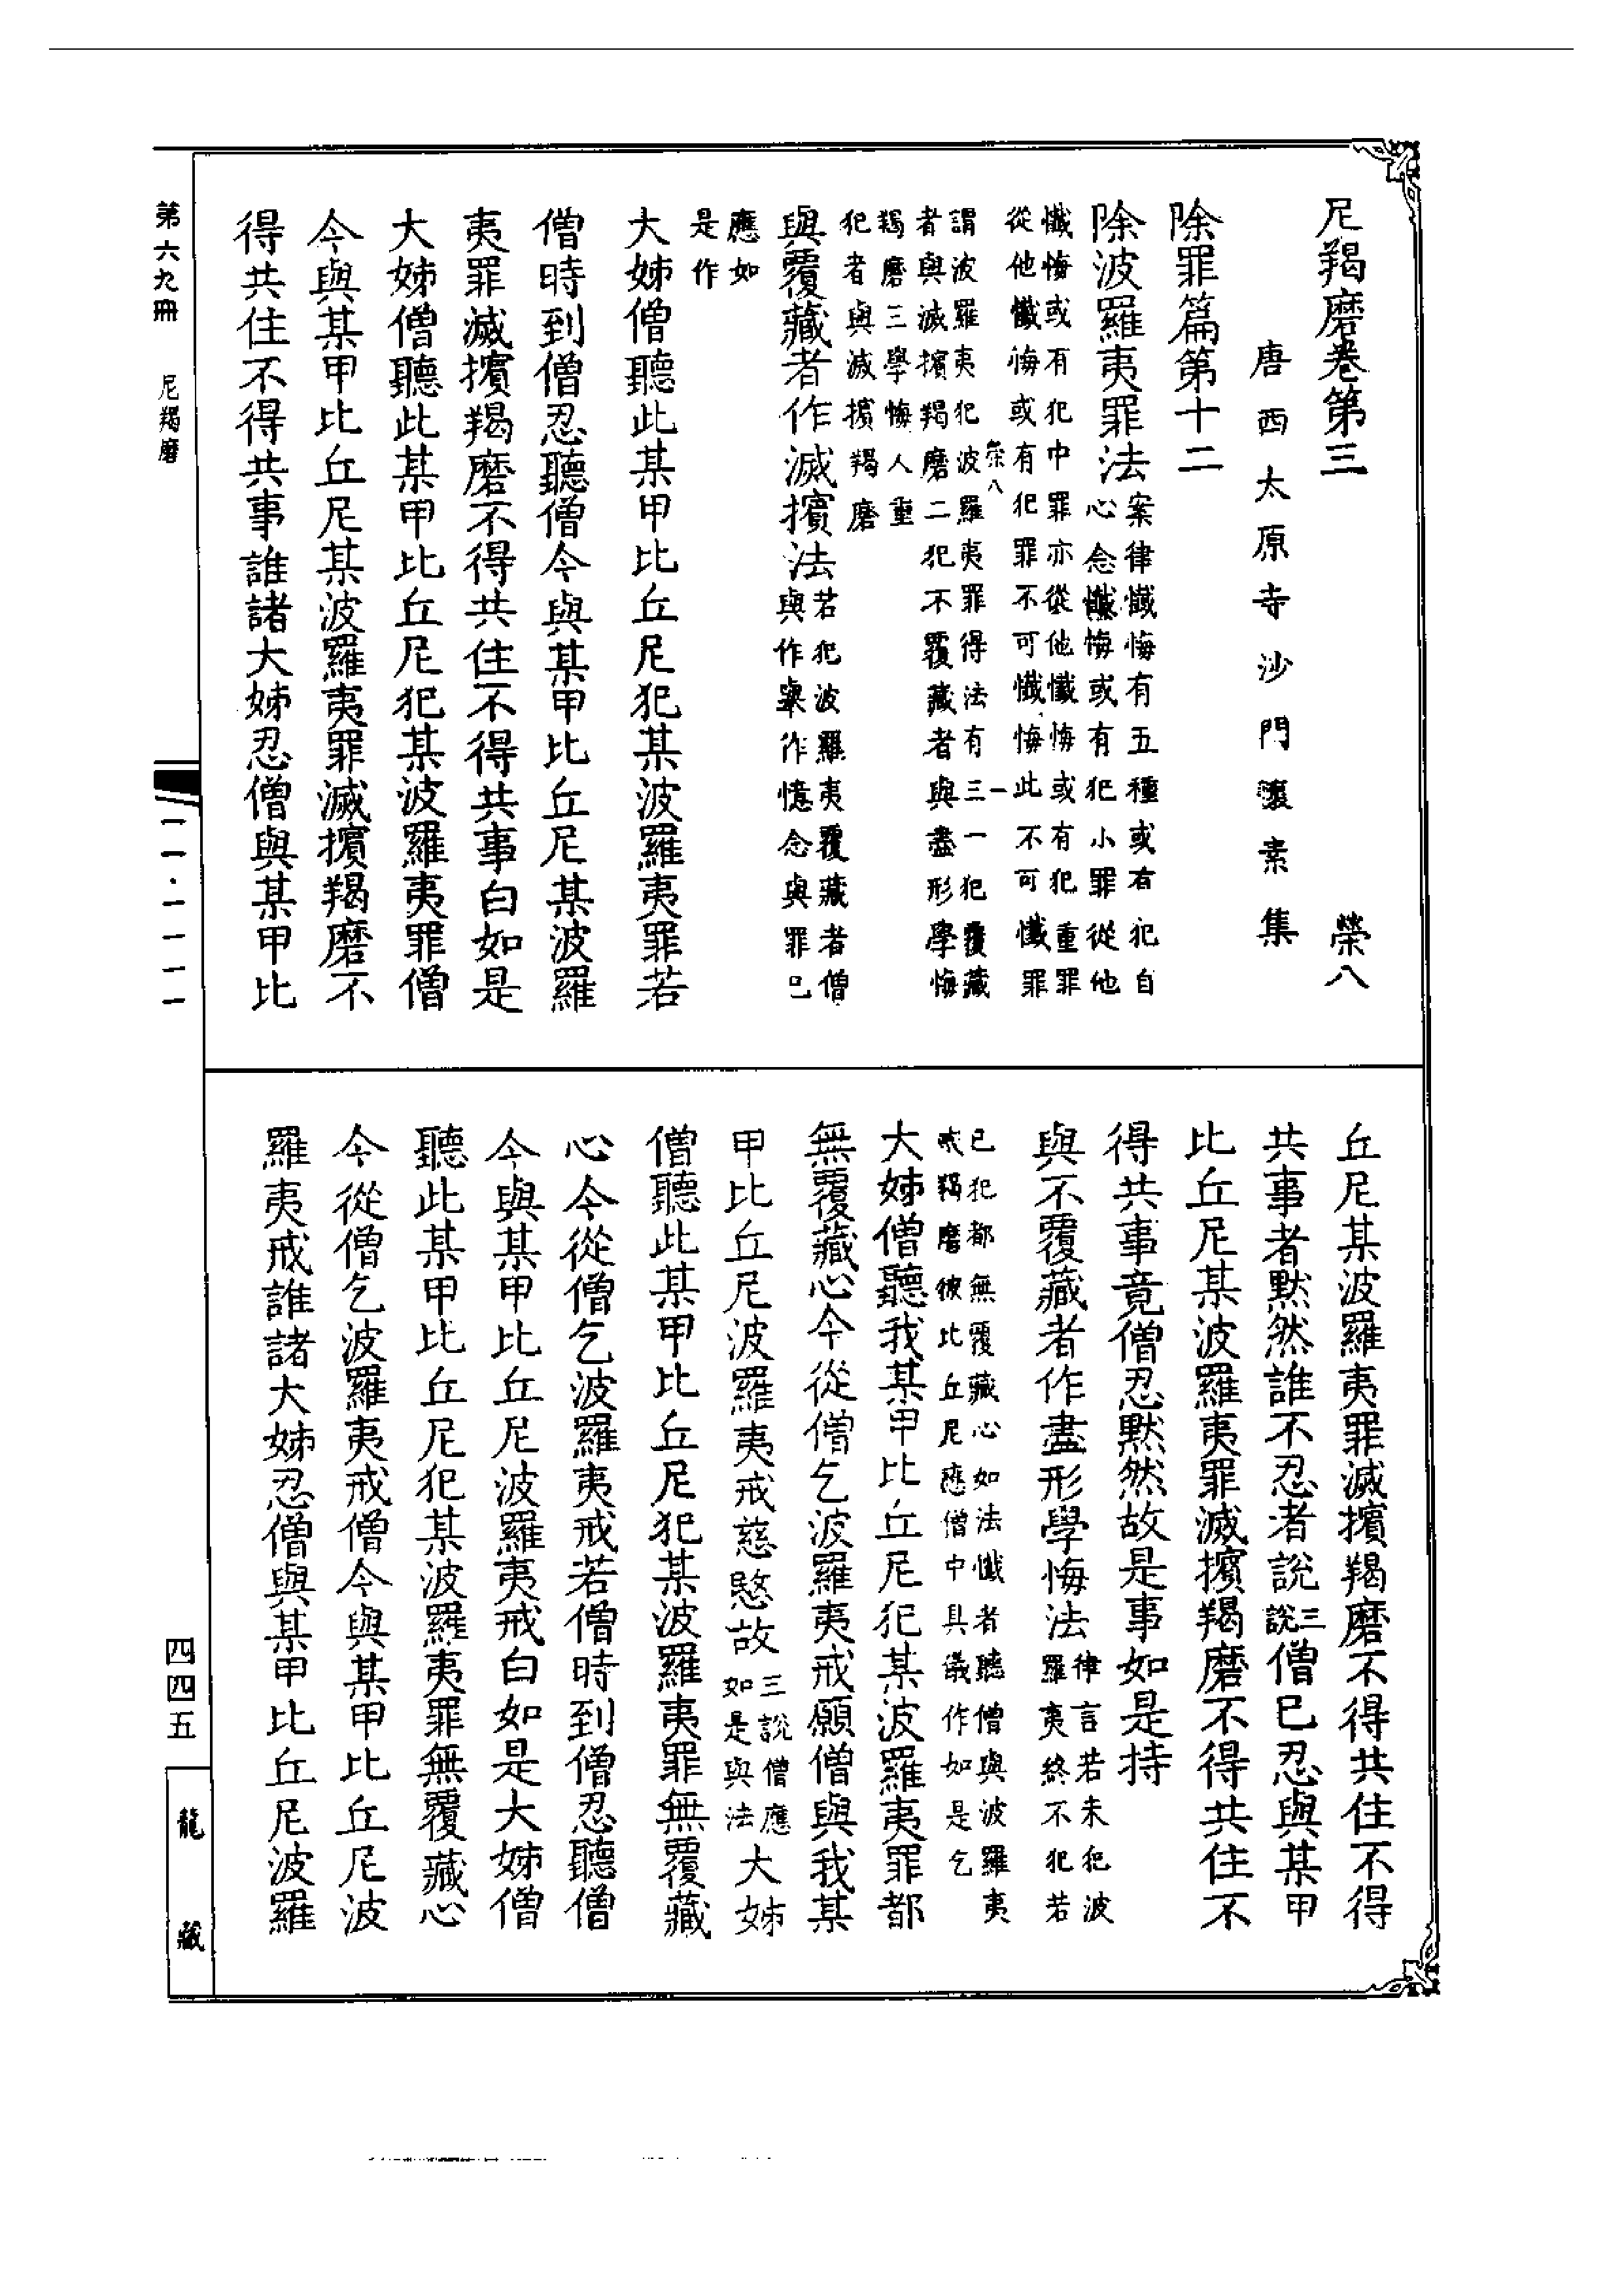 尼羯磨卷第三 榮八
唐西太原寺沙門懷素集
除罪篇第十二
除波羅夷罪法
案律懺悔有五種或有犯自
心念懺悔或有犯小罪從他
懺悔或有犯中罪亦從他懺悔或有犯重罪
從他懺悔或有犯罪不可懺悔此不可懺罪
榮八 一
謂波羅夷犯波羅夷罪得法有三一犯覆藏
者與滅擯羯磨二犯不覆藏者與盡形學悔
羯磨三學悔人重
犯者與滅擯羯磨
與覆藏者作滅擯法
若犯波羅夷覆藏者僧
與作舉作憶念與罪已
應如
是作
大姊僧聽此某甲比丘尼犯某波羅夷罪若
僧時到僧忍聽僧今與某甲比丘尼某波羅
夷罪滅擯羯磨不得共住不得共事白如是
大姊僧聽此某甲比丘尼犯某波羅夷罪僧
今與某甲比丘尼某波羅夷罪滅擯羯磨不
得共住不得共事誰諸大姊忍僧與某甲比
丘尼某波羅夷罪滅擯羯磨不得共住不得
共事者默然誰不忍者說三說僧已忍與某甲
比丘尼某波羅夷罪滅擯羯磨不得共住不
得共事竟僧忍默然故是事如是持
與不覆藏者作盡形學悔法
律言若未犯波
羅夷終不犯若
已犯都無覆藏心如法懺者聽僧與波羅夷
戒羯磨彼比丘尼應僧中具儀作如是乞
大姊僧聽我某甲比丘尼犯某波羅夷罪都
無覆藏心今從僧乞波羅夷戒願僧與我某
甲比丘尼波羅夷戒慈愍故三說僧應如是與法大姊
僧聽此某甲比丘尼犯某波羅夷罪無覆藏
心今從僧乞波羅夷戒若僧時到僧忍聽僧
今與某甲比丘尼波羅夷戒白如是大姊僧
聽此某甲比丘尼犯某波羅夷罪無覆藏心
今從僧乞波羅夷戒僧今與某甲比丘尼波
羅夷戒誰諸大姊忍僧與某甲比丘尼波羅
第六九冊 尼羯磨
一一·一一一一
四四五
龍藏